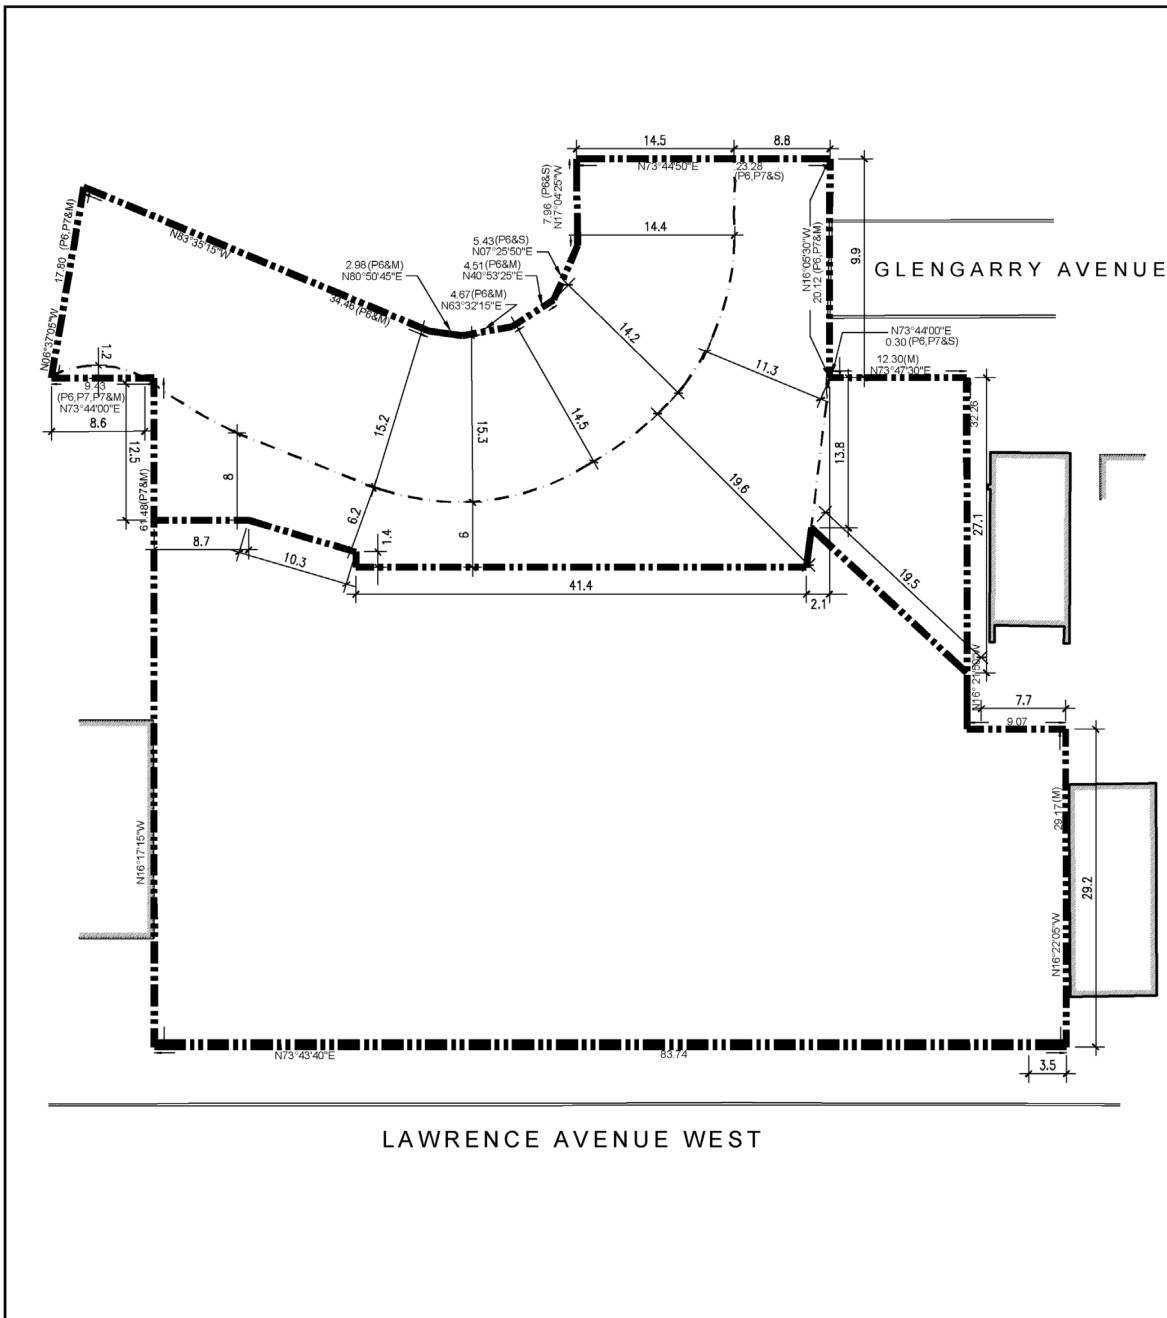 14.5
8.8
N73°44'50"E
23.28
(P6,P7&S)
7.96 (P6&S)
N17°04'25"W
17.80 (P6,P7&M)
N06°37'05"W
N83°35'15"W
34.46 (P6&M)
14.4
5.43(P6&S)
N07°25'50"E
2.98(P6&M)
N80°50'45"E
4.51(P6&M)
N40°53'25"E
4.67(P6&M)
N63°32'15"E
N16°05'30"W
20.12 (P6,P7&M)
9.9
GLENGARRY AVENUE
N73°44'00"E
0.30 (P6,P7&S)
12.30(M)
N73°47'30"E
1.2
9.43
(P6,P7,P7&M)
N73°44'00"E
8.6
12.5
14.2
11.3
15.2
15.3
14.5
13.8
32.26
8
61.48(P7&M)
19.6
6.2
9
1.4
27.1
8.7
10.3
41.4
2.1
19.5
N16°21'50"W
7.7
9.07
29.17(M)
N16°17'15"W
29.2
N16°22'05"W
N73°43'40"E
83.74
3.5
LAWRENCE AVENUE WEST